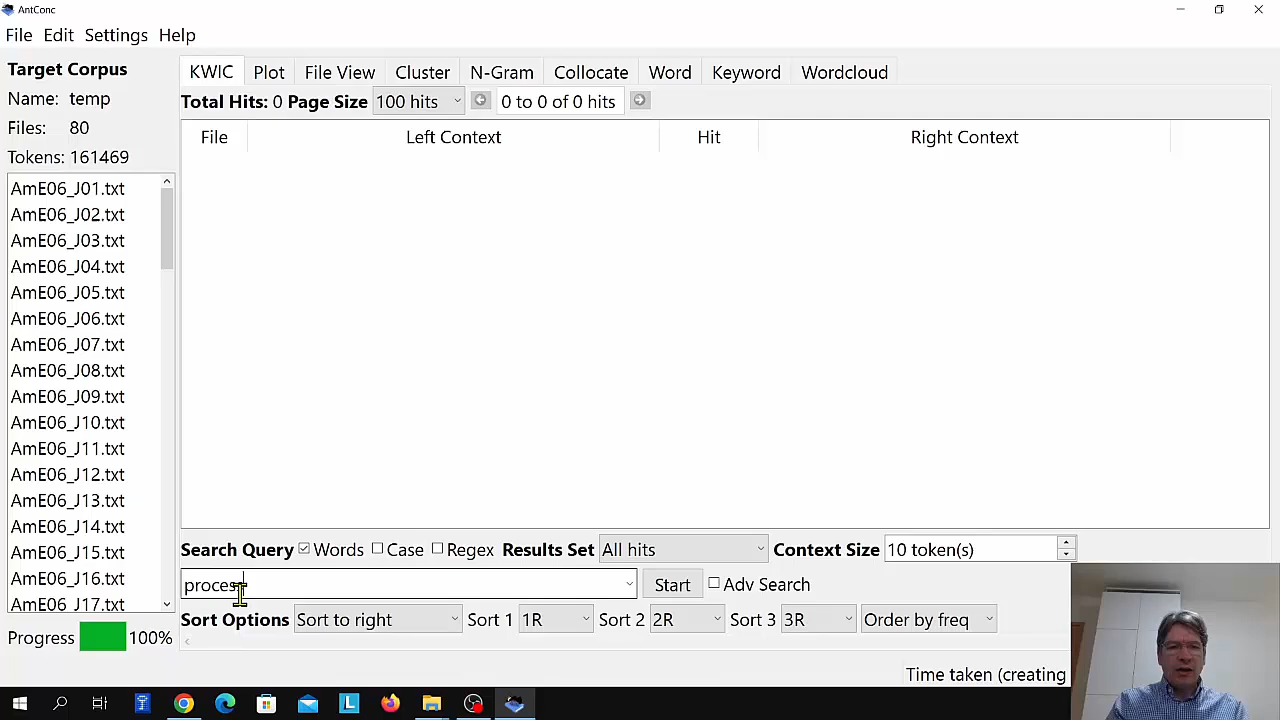 AntConc
File Edit Settings Help
Target Corpus
Name: temp
Files: 80
Tokens: 161469
AmE06_J01.txt
AmE06_J02.txt
AmE06_J03.txt
AmE06_J04.txt
AmE06_J05.txt
AmE06_J06.txt
AmE06_J07.txt
AmE06_J08.txt
AmE06_J09.txt
AmE06_J10.txt
AmE06_J11.txt
AmE06_J12.txt
AmE06_J13.txt
AmE06_J14.txt
AmE06_J15.txt
AmE06_J16.txt
AmE06_J17.txt
Progress 100%
KWIC Plot File View Cluster N-Gram Collocate Word Keyword Wordcloud
Total Hits: 0 Page Size 100 hits 0 to 0 of 0 hits
File Left Context Hit Right Context
Search Query Words Case Regex Results Set All hits Context Size 10 token(s)
Start Adv Search
Sort Options Sort to right Sort 1 1R Sort 2 2R Sort 3 3R Order by freq
Time taken (creating